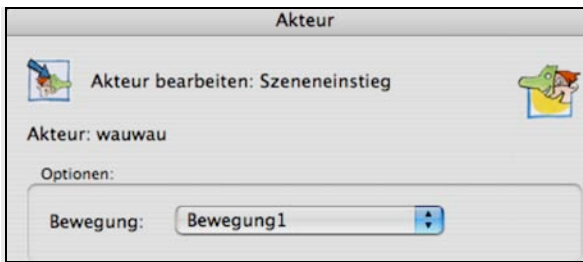 Akteur
Akteur bearbeiten: Szeneneinstieg
Akteur: wauwau
Optionen:
Bewegung: Bewegung1